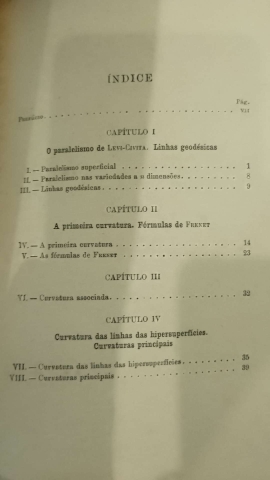 ÍNDICE
Pág.
Prefácio VII
CAPÍTULO I
O paralelismo de LEVI-CIVITA. Linhas geodésicas
I. — Paralelismo superficial 1
II. — Paralelismo nas variedades a n dimensões 8
III. — Linhas geodésicas 9
CAPÍTULO II
A primeira curvatura. Fórmulas de FRENET
IV. — A primeira curvatura 14
V. — As fórmulas de FRENET 23
CAPÍTULO III
VI. — Curvatura associada 32
CAPÍTULO IV
Curvatura das linhas das hipersuperfícies.
Curvaturas principais
VII. — Curvatura das linhas das hipersuperfícies 35
VIII. — Curvaturas principais 39